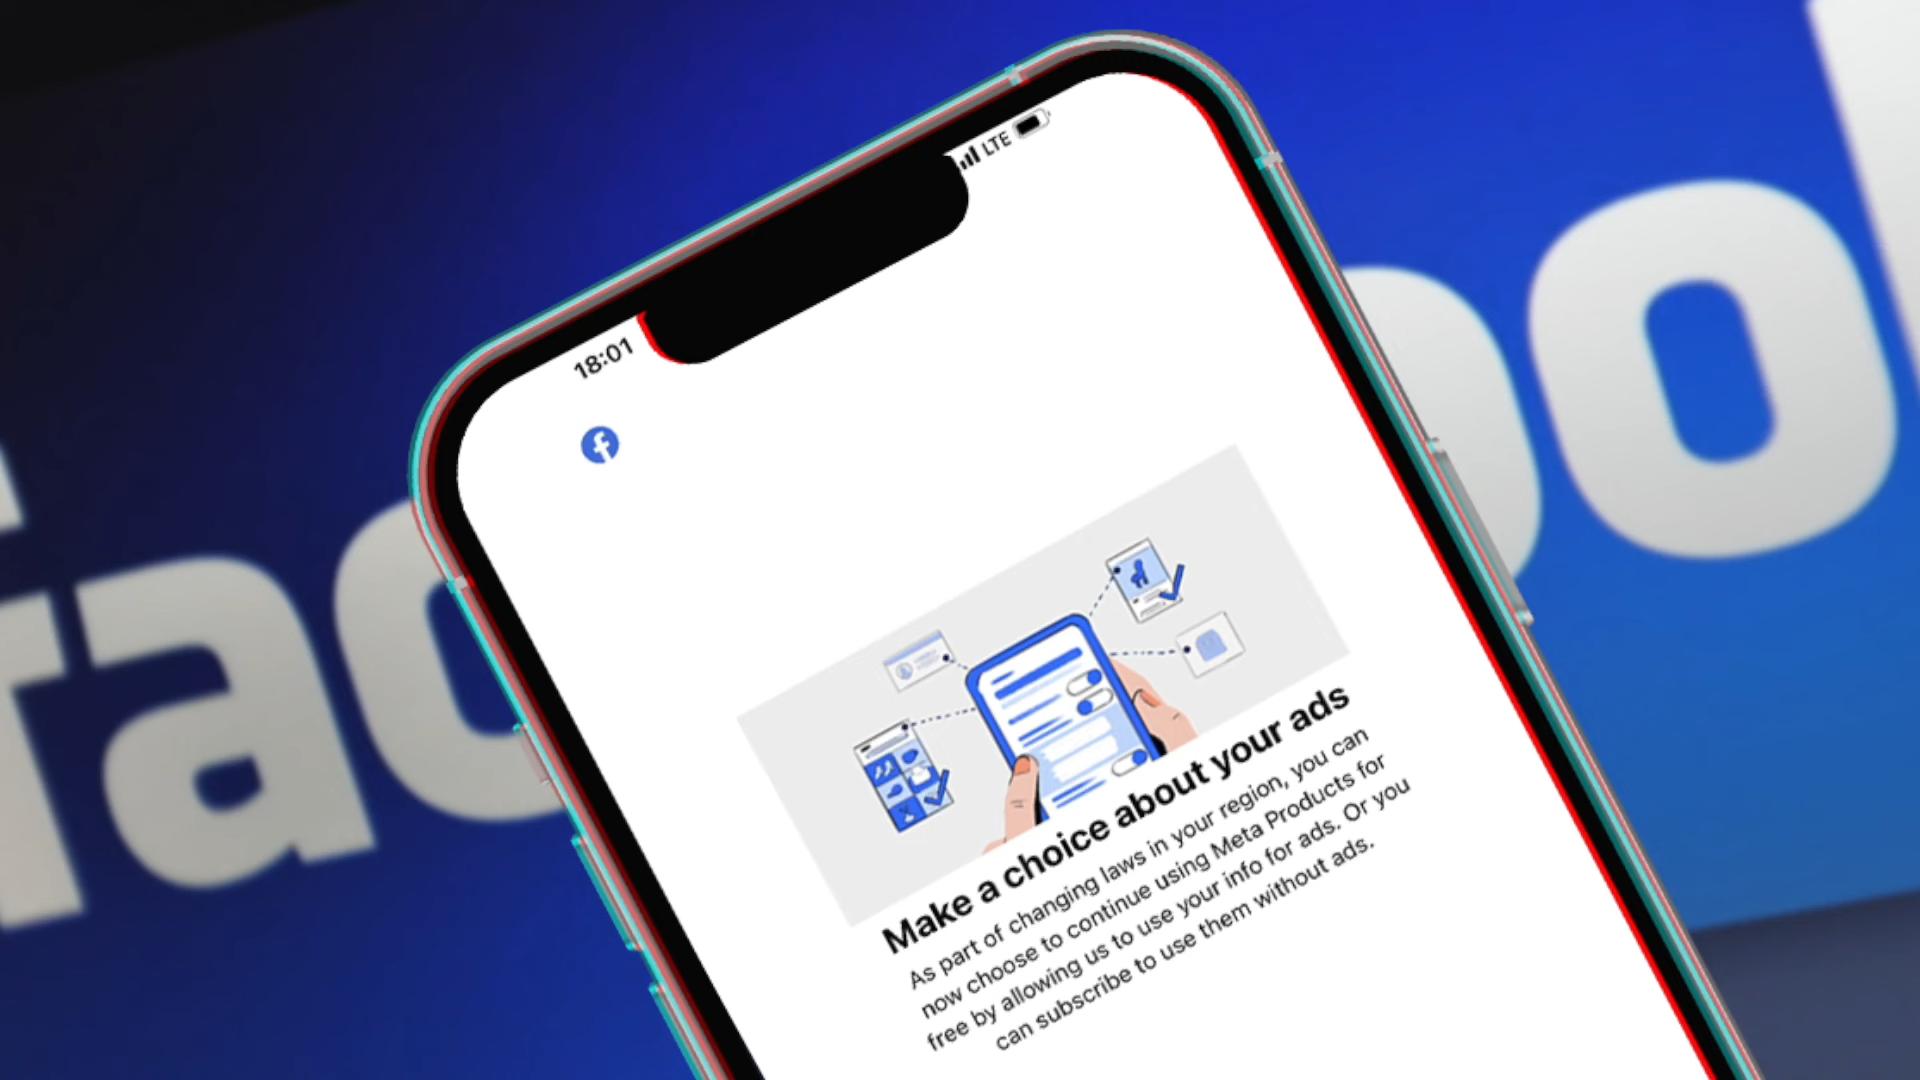 facebook
18:01
LTE
Make a choice about your ads
As part of changing laws in your region, you can
now choose to continue using Meta Products for
free by allowing us to use your info for ads. Or you
can subscribe to use them without ads.